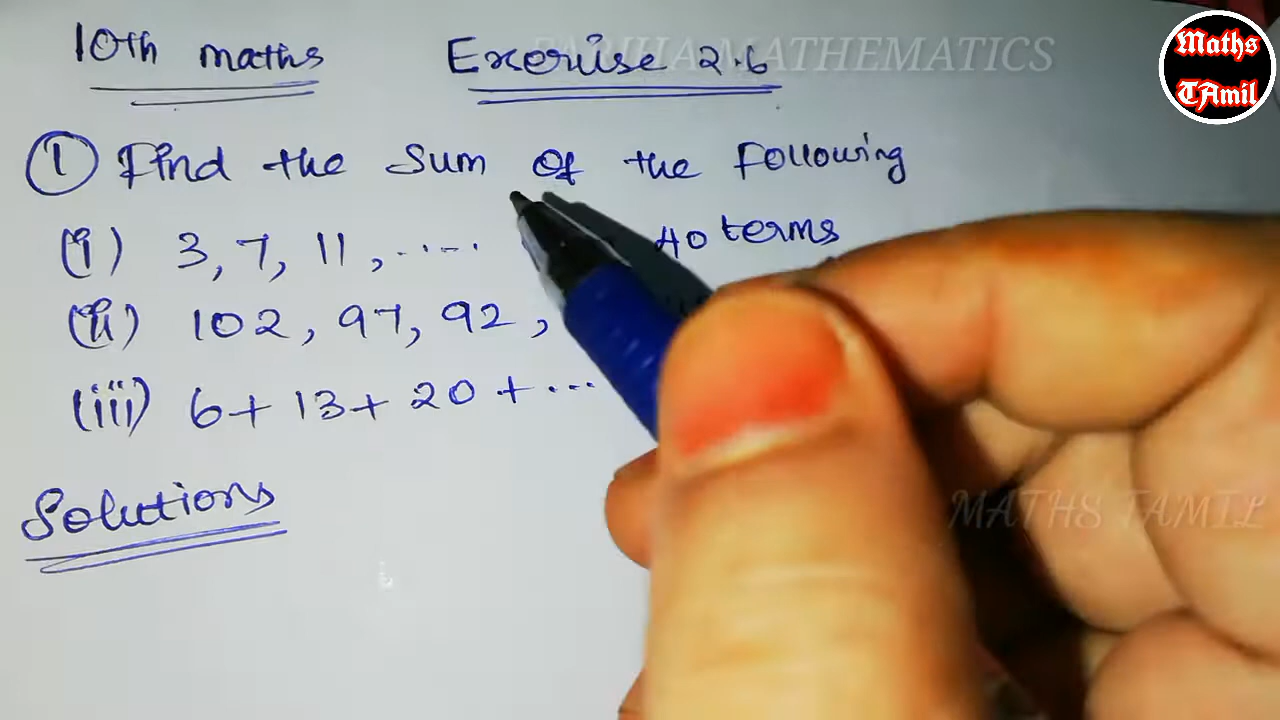 10th maths Exercise 2.6
FARIHA MATHEMATICS
Maths
TAmil
① Find the Sum of the following
(i) 3, 7, 11, ..... 40 terms
(ii) 102, 97, 92,
(iii) 6+ 13+ 20 + ...
Solutions
MATHS TAMIL